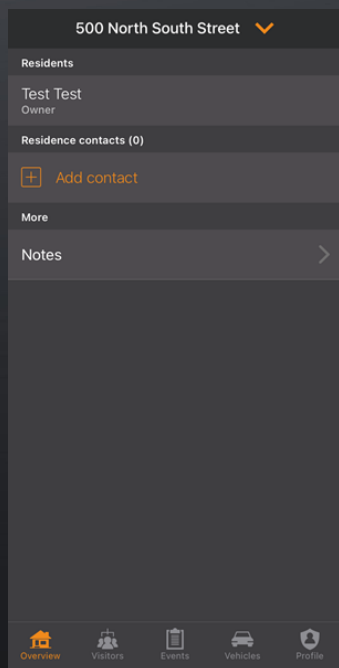 500 North South Street
Residents
Test Test
Owner
Residence contacts (0)
Add contact
More
Notes
Overview Visitors Events Vehicles Profile